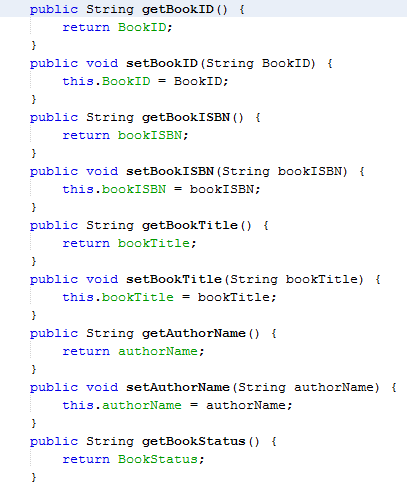 public String getBookID() {
return BookID;
}
public void setBookID(String BookID) {
this.BookID = BookID;
}
public String getBookISBN() {
return bookISBN;
}
public void setBookISBN(String bookISBN) {
this.bookISBN = bookISBN;
}
public String getBookTitle() {
return bookTitle;
}
public void setBookTitle(String bookTitle) {
this.bookTitle = bookTitle;
}
public String getAuthorName() {
return authorName;
}
public void setAuthorName(String authorName) {
this.authorName = authorName;
}
public String getBookStatus() {
return BookStatus;
}